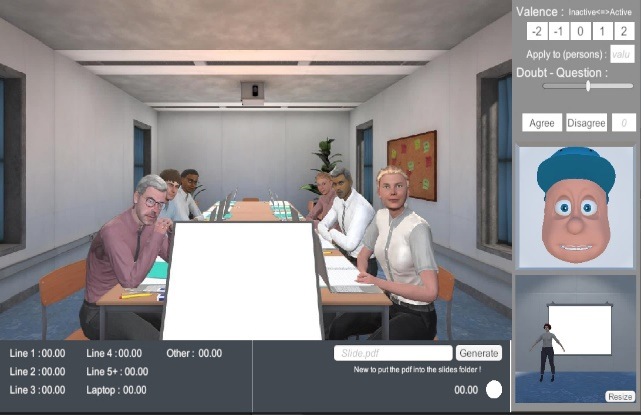 Valence : Inactive<=>Active
-2 -1 0 1 2
Apply to (persons) : valu
Doubt - Question :
Agree Disagree 0
Line 1 :00.00 Line 4 :00.00 Other : 00.00
Slide.pdf Generate
Line 2 :00.00 Line 5+ : 00.00
New to put the pdf into the slides folder !
Line 3 :00.00 Laptop : 00.00
00.00
Resize